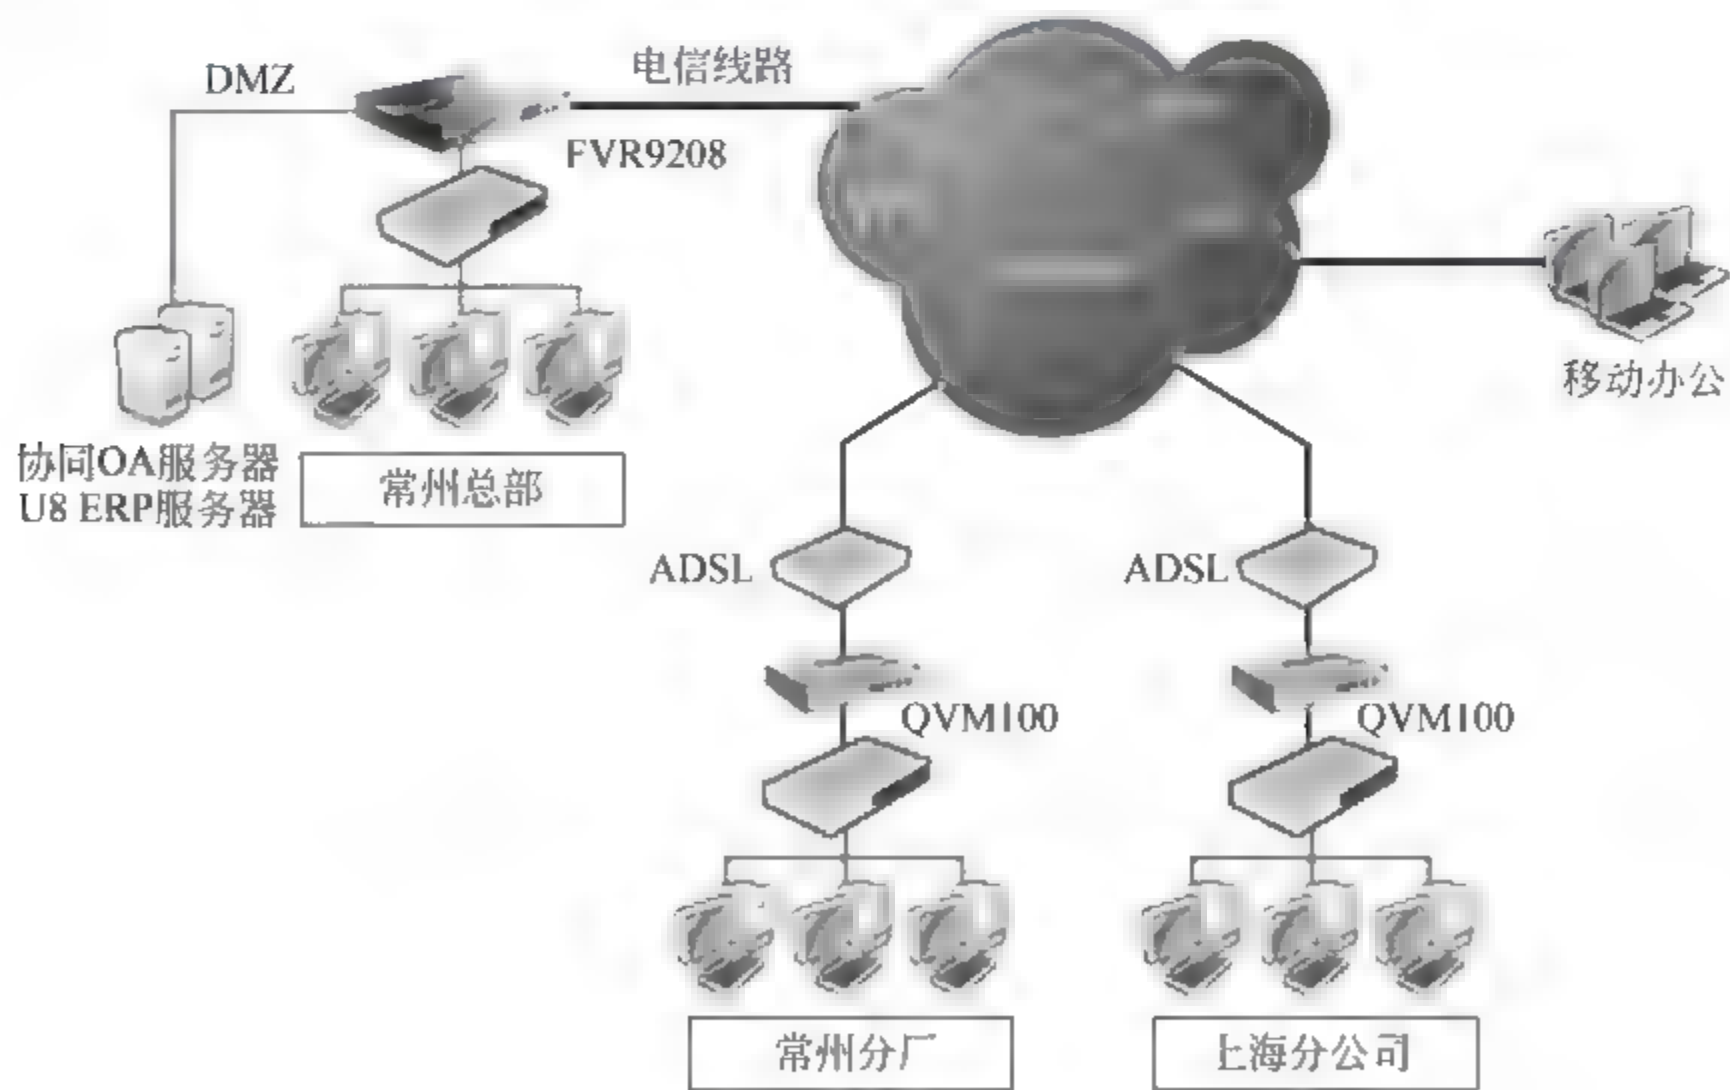 DMZ
电信线路
FVR9208
移动办公
协同OA服务器
U8 ERP服务器
常州总部
ADSL
ADSL
QVM100
QVM100
常州分厂
上海分公司